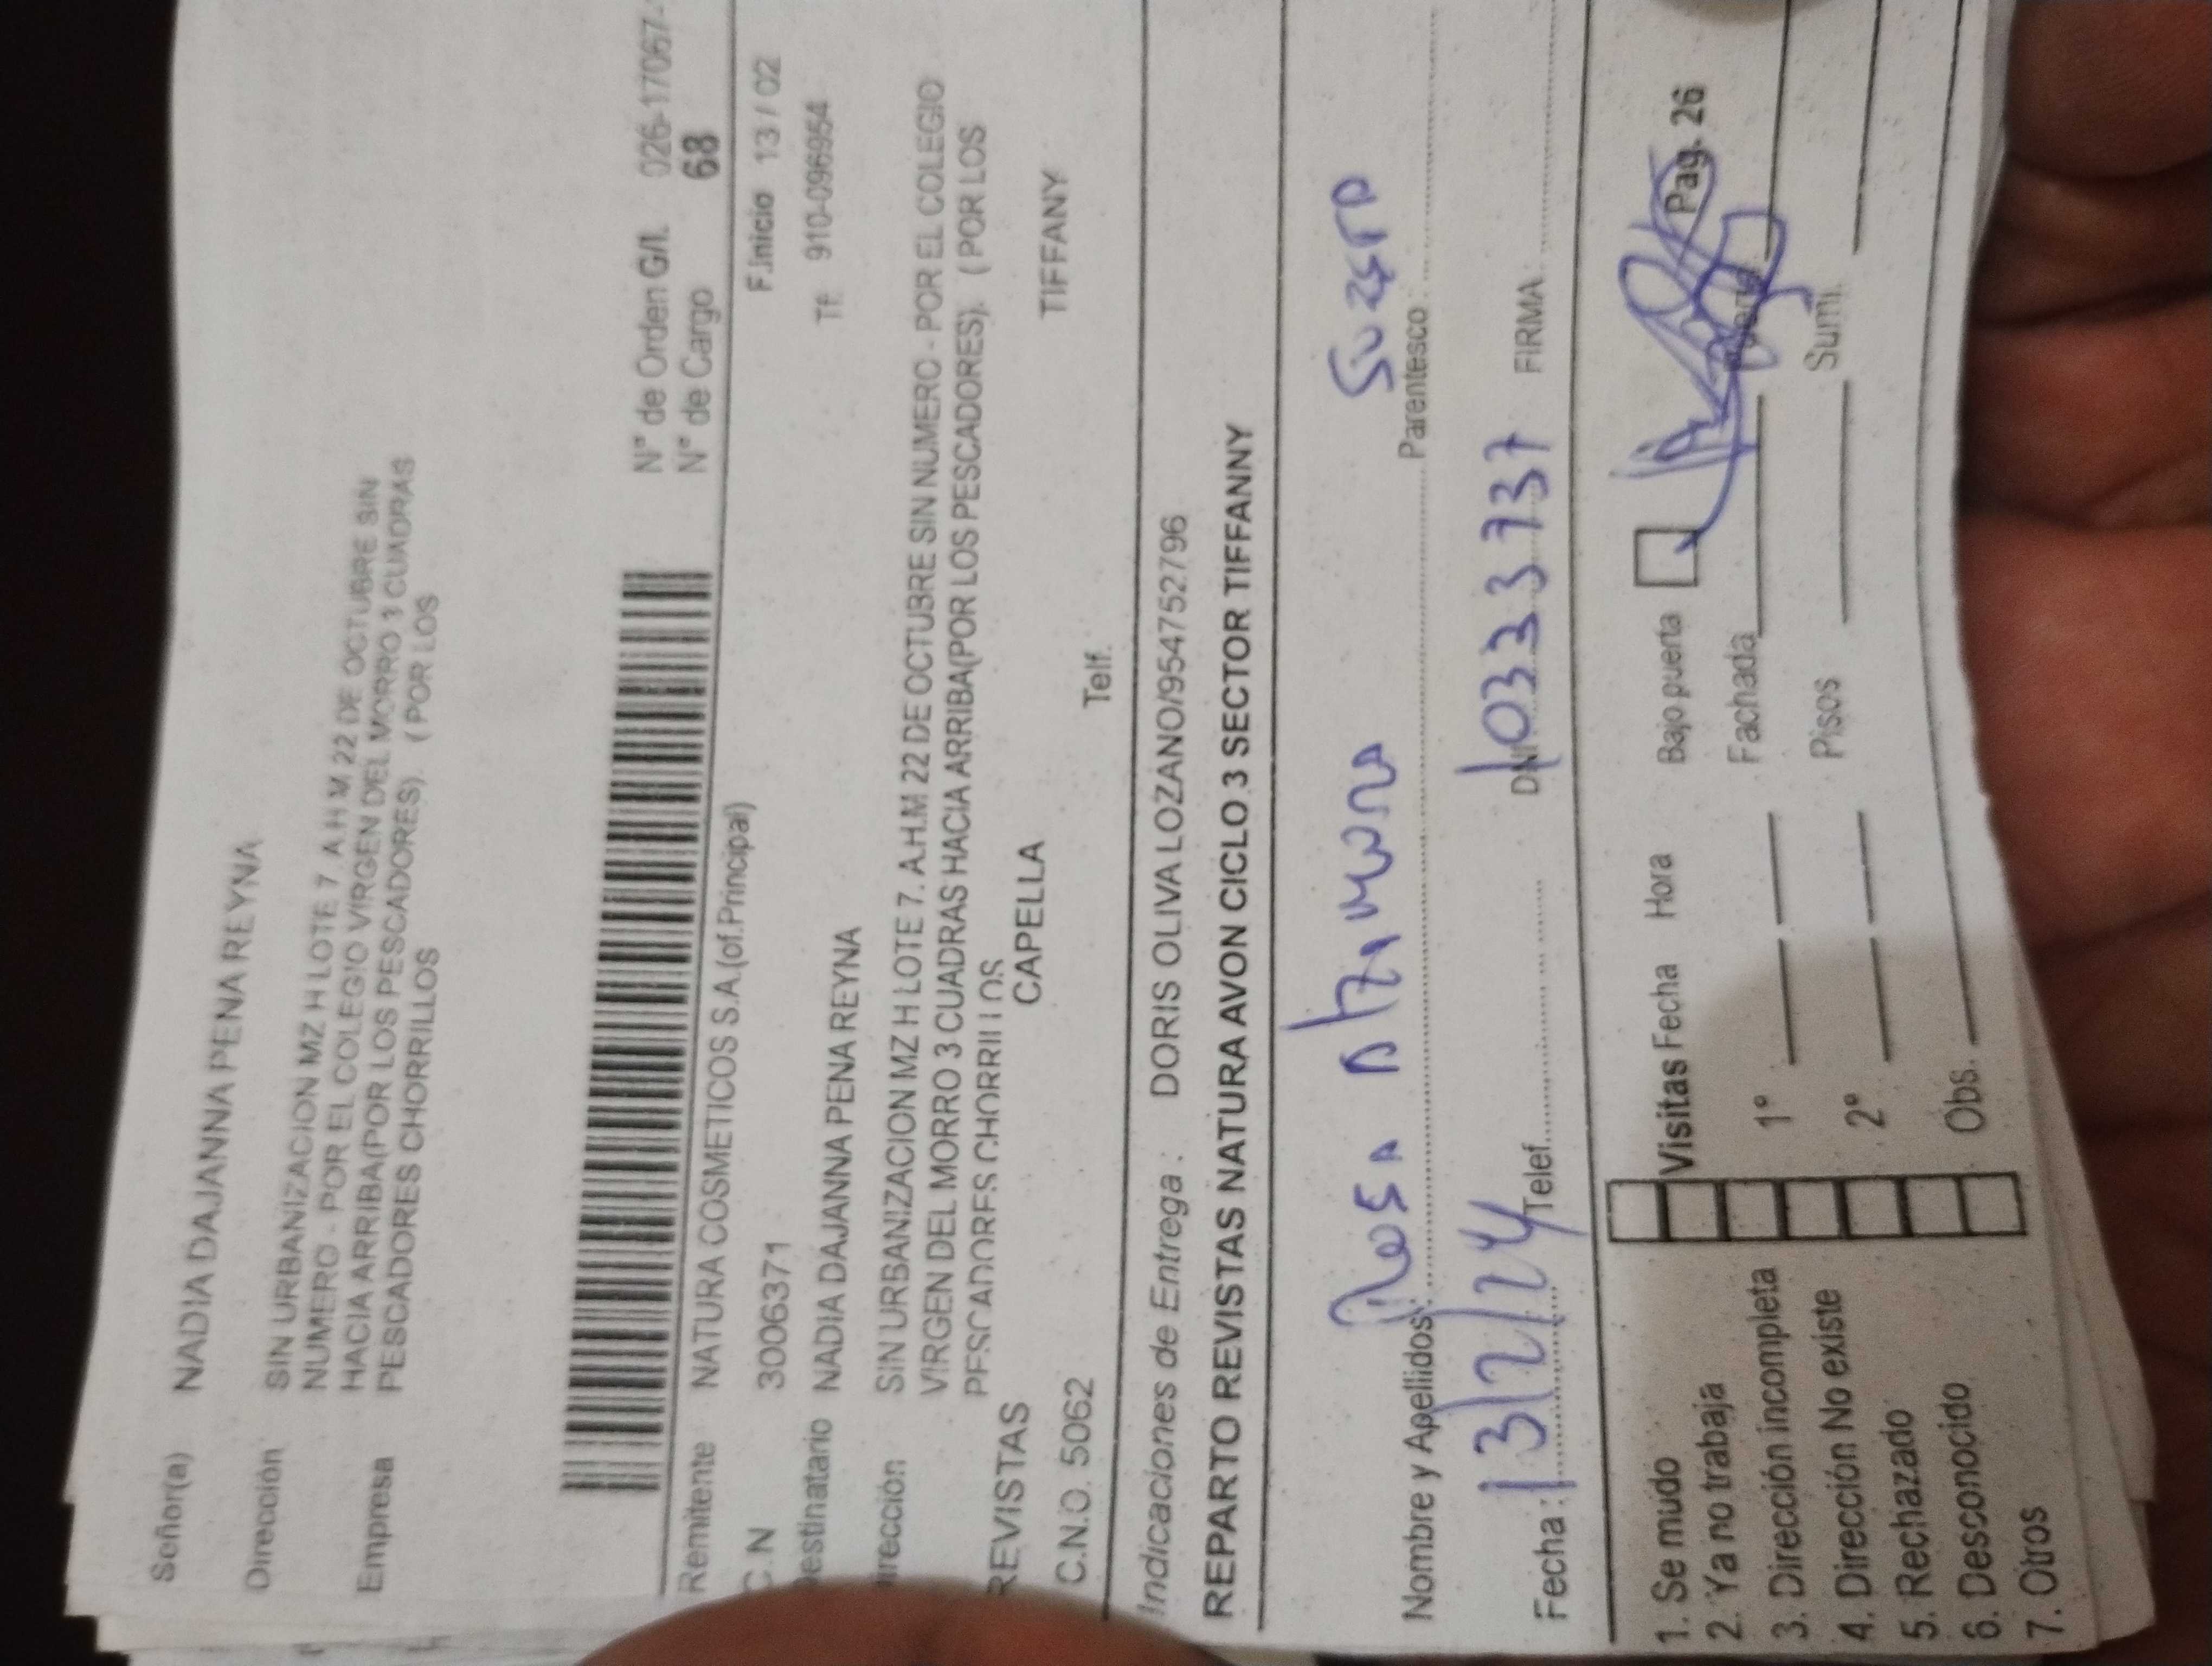 Señor(a) NADIA DAJANNA PENA REYNA
Dirección SIN URBANIZACION MZ H LOTE 7. A.H.M 22 DE OCTUBRE SIN
NUMERO - POR EL COLEGIO VIRGEN DEL MORRO 3 CUADRAS
Empresa HACIA ARRIBA(POR LOS PESCADORES). (POR LOS
PESCADORES CHORRILLOS
N° de Orden G/I. 026-17067-
N° de Cargo 68
Remitente NATURA COSMETICOS S.A.(of.Principal)
F.Inicio 13 / 02
C.N 3006371
Tf. 910-0969954
estinatario NADIA DAJANNA PENA REYNA
rección SIN URBANIZACION MZ H LOTE 7. A.H.M 22 DE OCTUBRE SIN NUMERO - POR EL COLEGIO
VIRGEN DEL MORRO 3 CUADRAS HACIA ARRIBA(POR LOS PESCADORES). (POR LOS
PESCADORES CHORRILLOS
REVISTAS CAPELLA TIFFANY
C.N.O. 5062 Telf.
Indicaciones de Entrega : DORIS OLIVA LOZANO/954752796
REPARTO REVISTAS NATURA AVON CICLO 3 SECTOR TIFFANNY
Nombre y Apellidos: Rosa Parentesco:
Fecha : 13/2/24 Telef. DNI 10333737 FIRMA:
1. Se mudo
2. Ya no trabaja
3. Dirección incompleta
4. Dirección No existe
5. Rechazado
6. Desconocido
7. Otros
Visitas Fecha Hora Bajo puerta Pag. 26
1° Fachada
2° Pisos Sumi.
Obs.